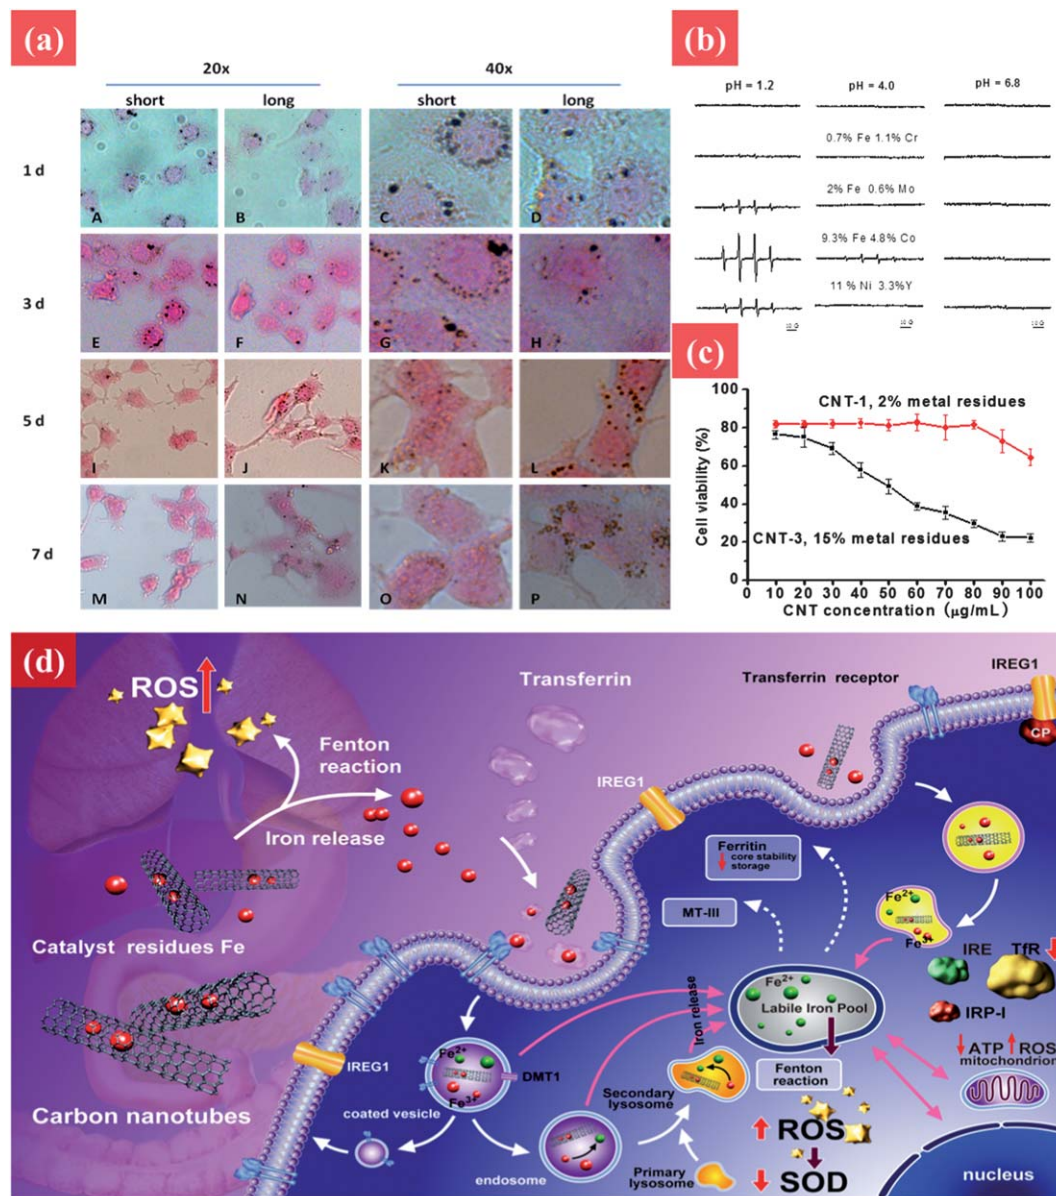 (a)
20x
40x
short
long
short
long
1 d
A
B
C
D
3 d
E
F
G
H
5 d
I
J
K
L
7 d
M
N
O
P
(b)
pH = 1.2
pH = 4.0
pH = 6.8
0.7% Fe 1.1% Cr
2% Fe 0.6% Mo
9.3% Fe 4.8% Co
11 % Ni 3.3%Y
(c)
Cell viability (%)
100
80
60
40
20
0
CNT-1, 2% metal residues
CNT-3, 15% metal residues
10 20 30 40 50 60 70 80 90 100
CNT concentration (μg/mL)
(d)
ROS
Fenton
reaction
Iron release
Catalyst residues Fe
Carbon nanotubes
Transferrin
Transferrin receptor
IREG1
CP
IREG1
Ferritin
core stability
storage
MT-III
Fe2+
Fe3+
IRE
TfR
IRP-I
Fe2+
Labile Iron Pool
Iron release
Fenton
reaction
ATP ROS
mitochondrion
IREG1
Fe2+
Fe3+
DMT1
coated vesicle
endosome
Secondary
lysosome
Primary
lysosome
ROS
SOD
nucleus